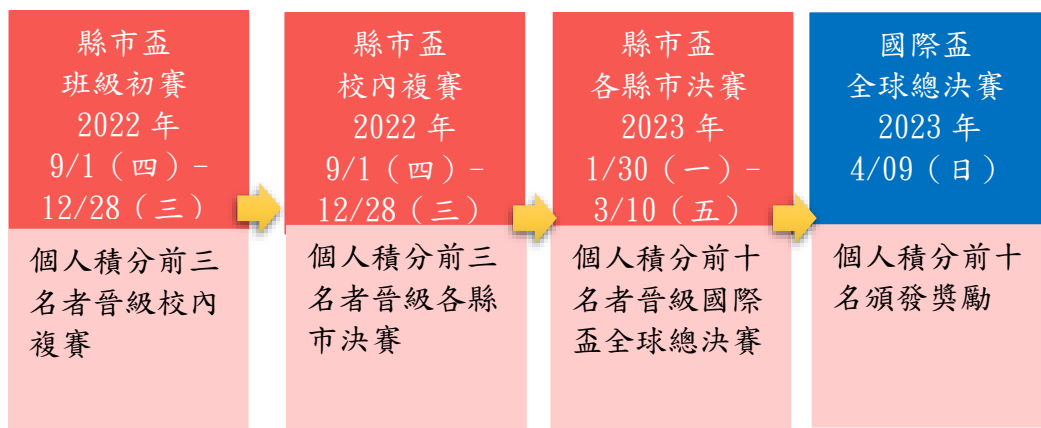 縣市盃
班級初賽
2022 年
9/1（四）-
12/28（三）
個人積分前三
名者晉級校內
複賽
縣市盃
校內複賽
2022 年
9/1（四）-
12/28（三）
個人積分前三
名者晉級各縣
市決賽
縣市盃
各縣市決賽
2023 年
1/30（一）-
3/10（五）
個人積分前十
名者晉級國際
盃全球總決賽
國際盃
全球總決賽
2023 年
4/09（日）
個人積分前十
名頒發獎勵